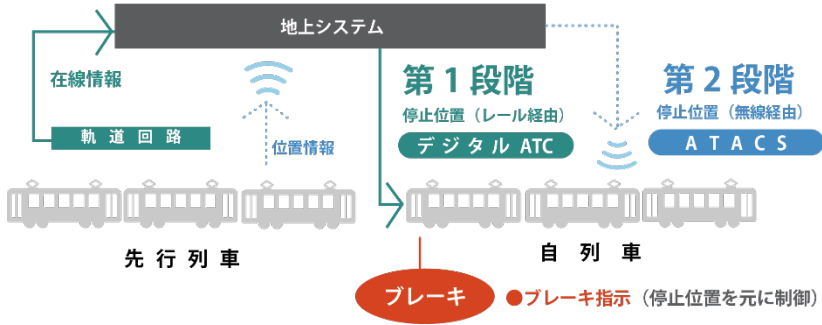 地上システム
在線情報
軌道回路
位置情報
第1段階
停止位置（レール経由）
デジタル ATC
第2段階
停止位置（無線経由）
ATACS
先行列車
自列車
ブレーキ
●ブレーキ指示（停止位置を元に制御）